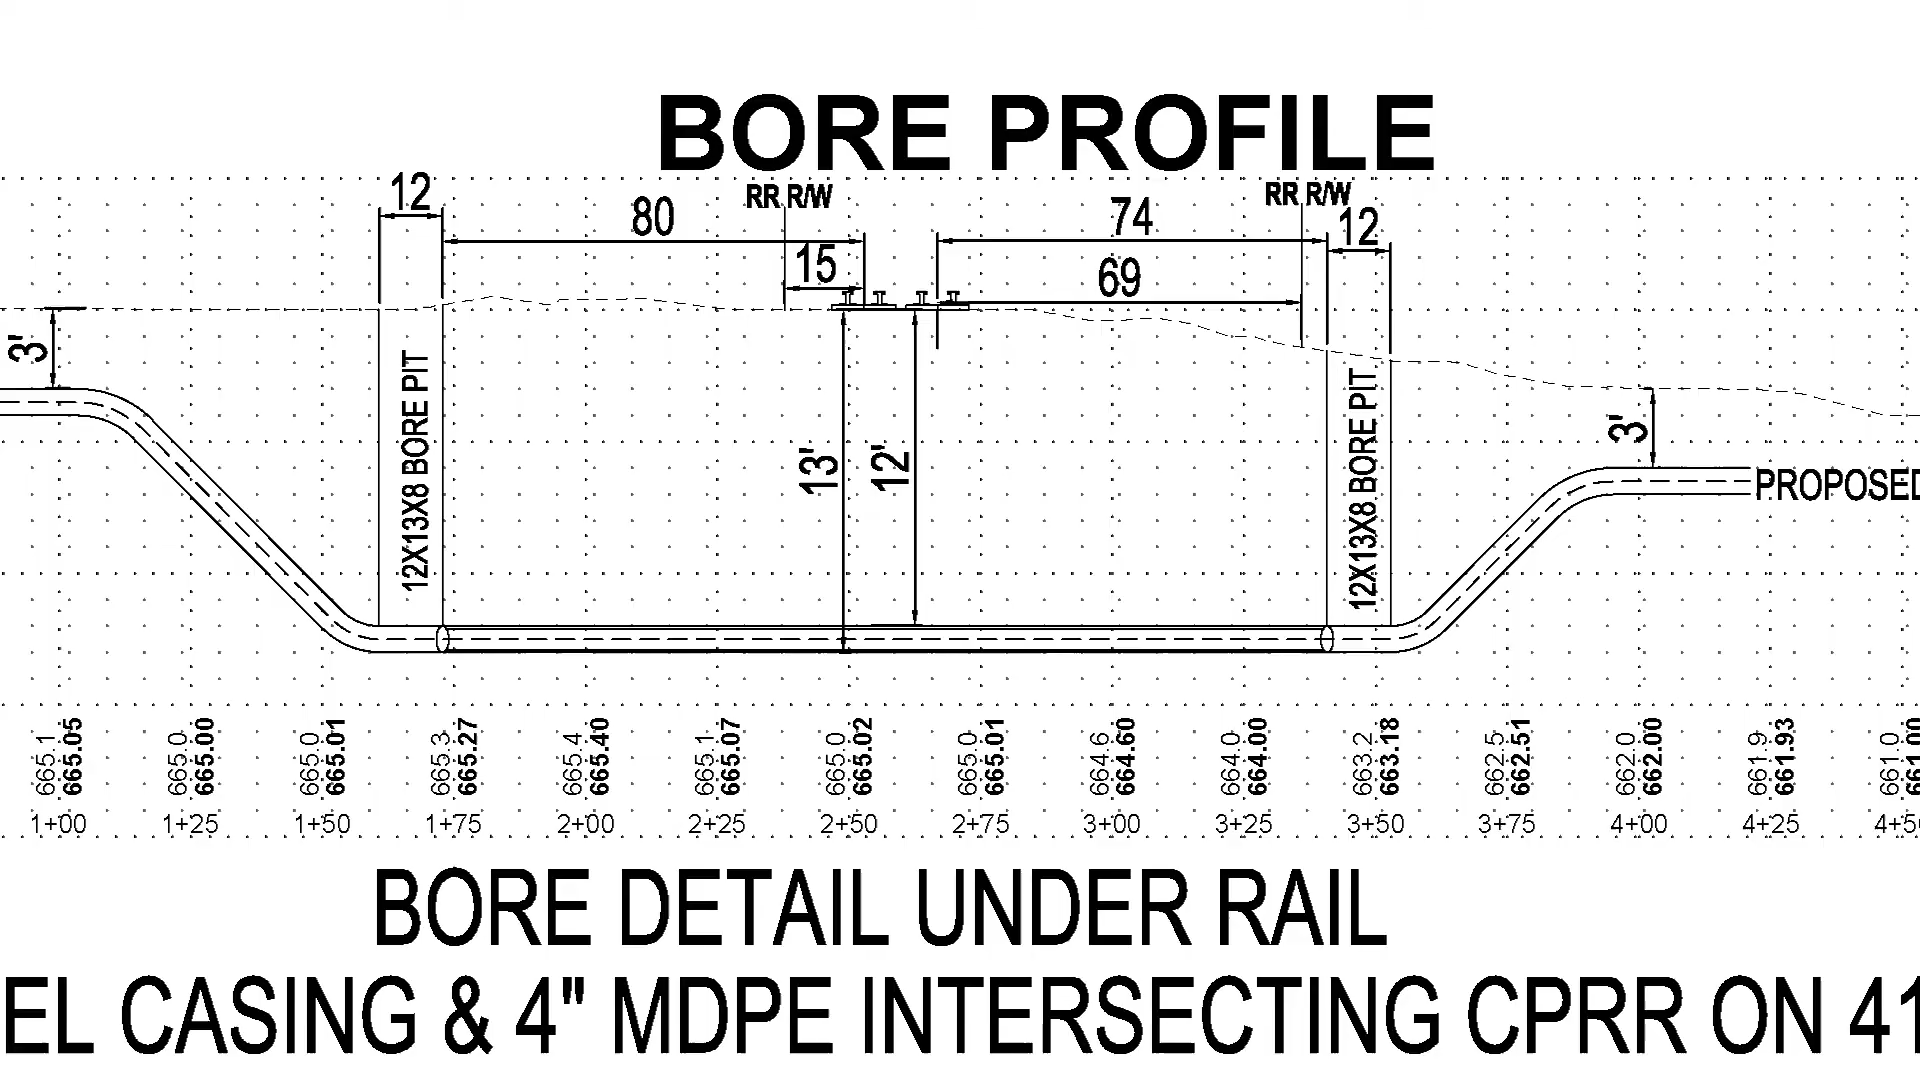 BORE PROFILE
12
80
RR R/W
15
74
RR R/W
12
69
3'
12X13X8 BORE PIT
13'
12'
12X13X8 BORE PIT
3'
PROPOSED
665.1 665.0 665.0 665.3 665.4 665.1 665.0 665.0 664.6 664.0 663.2 662.5 662.0 661.9 661.0
665.05 665.00 665.01 665.27 665.40 665.07 665.02 665.01 664.60 664.00 663.18 662.51 662.00 661.93 661.00
1+00 1+25 1+50 1+75 2+00 2+25 2+50 2+75 3+00 3+25 3+50 3+75 4+00 4+25 4+50
BORE DETAIL UNDER RAIL
EL CASING & 4" MDPE INTERSECTING CPRR ON 41